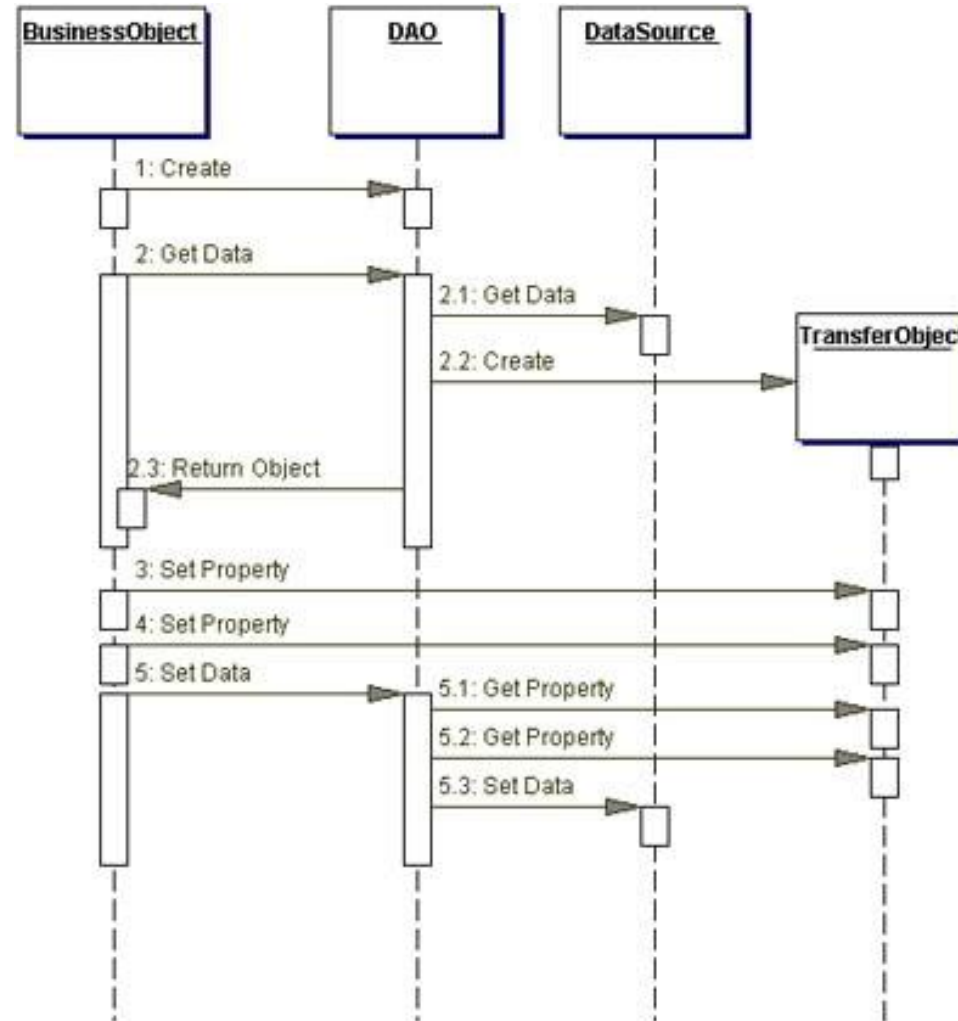 BusinessObject
DAO
DataSource
1: Create
2: Get Data
2.1: Get Data
TransferObject
2.2: Create
2.3: Return Object
3: Set Property
4: Set Property
5: Set Data
5.1: Get Property
5.2: Get Property
5.3: Set Data